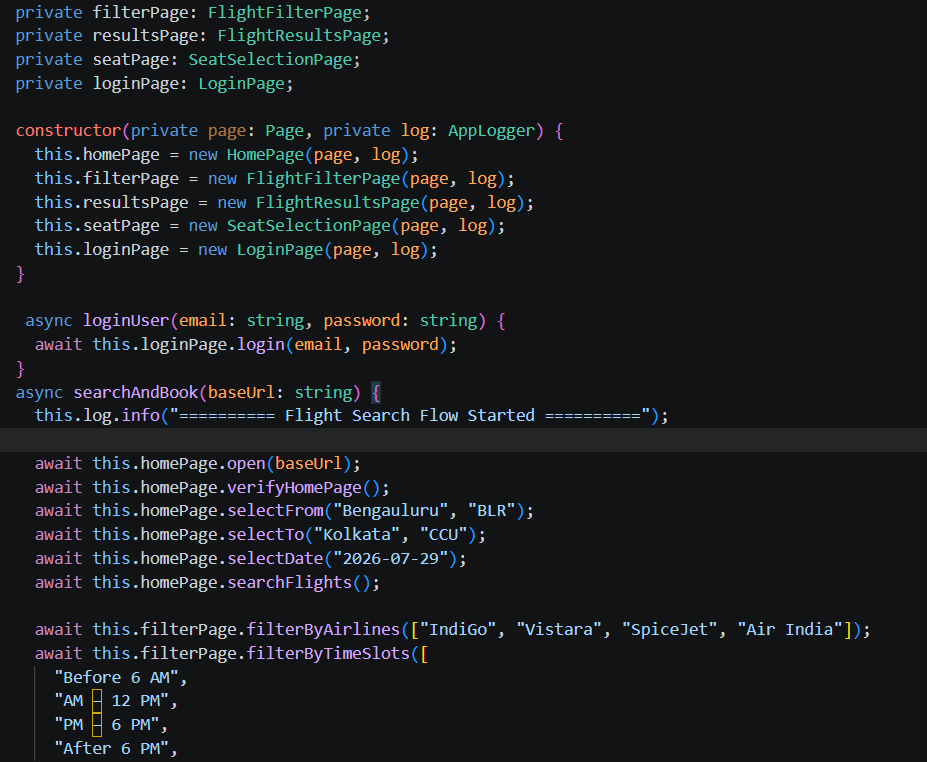 private filterPage: FlightFilterPage;
private resultsPage: FlightResultsPage;
private seatPage: SeatSelectionPage;
private loginPage: LoginPage;
constructor(private page: Page, private log: AppLogger) {
this.homePage = new HomePage(page, log);
this.filterPage = new FlightFilterPage(page, log);
this.resultsPage = new FlightResultsPage(page, log);
this.seatPage = new SeatSelectionPage(page, log);
this.loginPage = new LoginPage(page, log);
}
async loginUser(email: string, password: string) {
await this.loginPage.login(email, password);
}
async searchAndBook(baseUrl: string) {
this.log.info("========== Flight Search Flow Started ==========");
await this.homePage.open(baseUrl);
await this.homePage.verifyHomePage();
await this.homePage.selectFrom("Bengauluru", "BLR");
await this.homePage.selectTo("Kolkata", "CCU");
await this.homePage.selectDate("2026-07-29");
await this.homePage.searchFlights();
await this.filterPage.filterByAirlines(["IndiGo", "Vistara", "SpiceJet", "Air India"]);
await this.filterPage.filterByTimeSlots([
"Before 6 AM",
"AM – 12 PM",
"PM – 6 PM",
"After 6 PM",